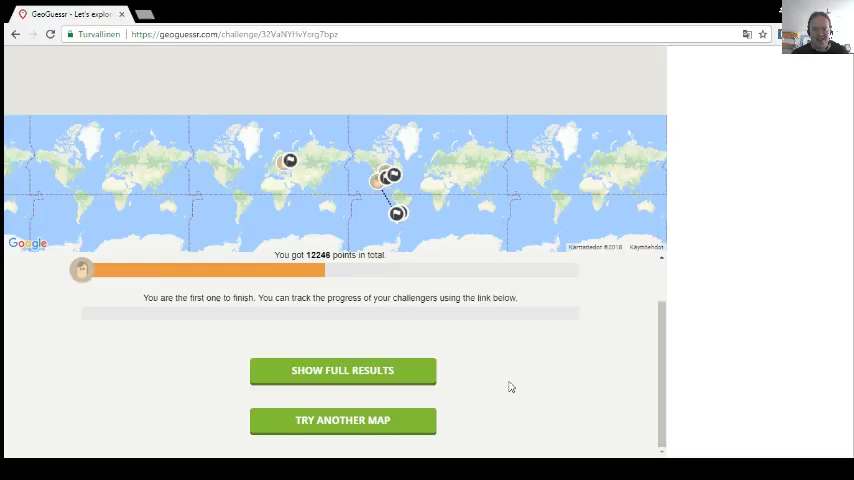 GeoGuessr - Let's explor
Turvallinen
https://geoguessr.com/challenge/32VaNYHvYcrg7bpz
Google
Karttatiedot ©2018
Käyttöehdot
You got 12246 points in total.
You are the first one to finish. You can track the progress of your challengers using the link below.
SHOW FULL RESULTS
TRY ANOTHER MAP